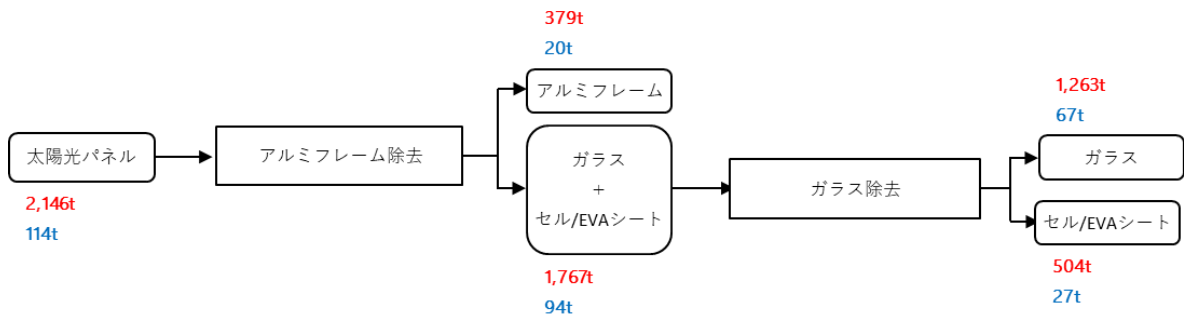 379t
20t
アルミフレーム
太陽光パネル
2,146t
114t
アルミフレーム除去
ガラス
+
セル/EVAシート
1,767t
94t
ガラス除去
1,263t
67t
ガラス
セル/EVAシート
504t
27t